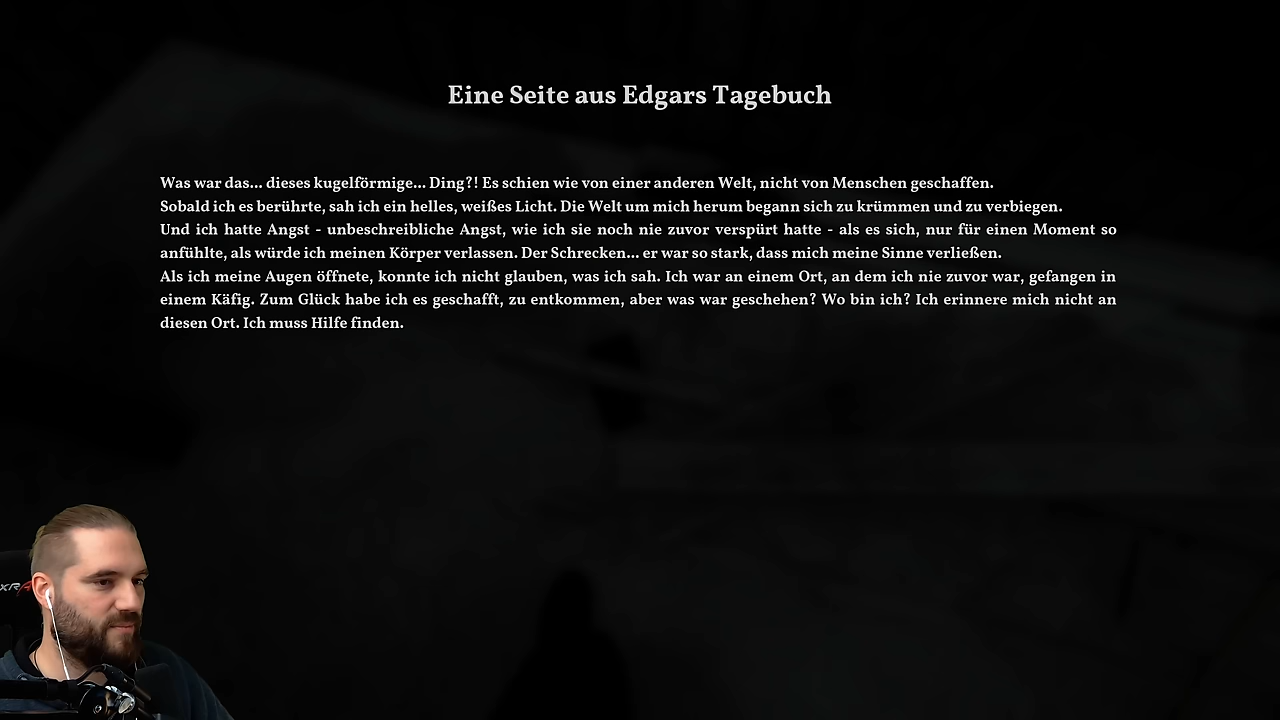 Eine Seite aus Edgars Tagebuch
Was war das... dieses kugelförmige... Ding?! Es schien wie von einer anderen Welt, nicht von Menschen geschaffen.
Sobald ich es berührte, sah ich ein helles, weißes Licht. Die Welt um mich herum begann sich zu krümmen und zu verbiegen.
Und ich hatte Angst - unbeschreibliche Angst, wie ich sie noch nie zuvor verspürt hatte - als es sich, nur für einen Moment so
anfühlte, als würde ich meinen Körper verlassen. Der Schrecken... er war so stark, dass mich meine Sinne verließen.
Als ich meine Augen öffnete, konnte ich nicht glauben, was ich sah. Ich war an einem Ort, an dem ich nie zuvor war, gefangen in
einem Käfig. Zum Glück habe ich es geschafft, zu entkommen, aber was war geschehen? Wo bin ich? Ich erinnere mich nicht an
diesen Ort. Ich muss Hilfe finden.
XR